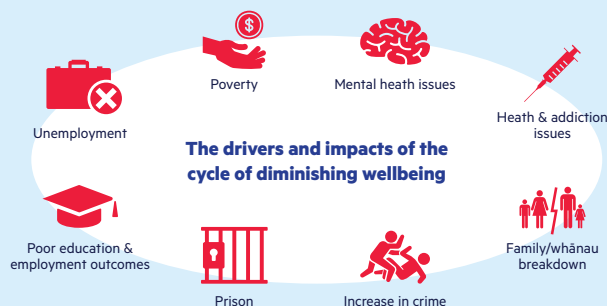 $
Poverty
Mental heath issues
Unemployment
Heath & addiction
issues
The drivers and impacts of the
cycle of diminishing wellbeing
Poor education &
employment outcomes
Family/whānau
breakdown
Prison
Increase in crime